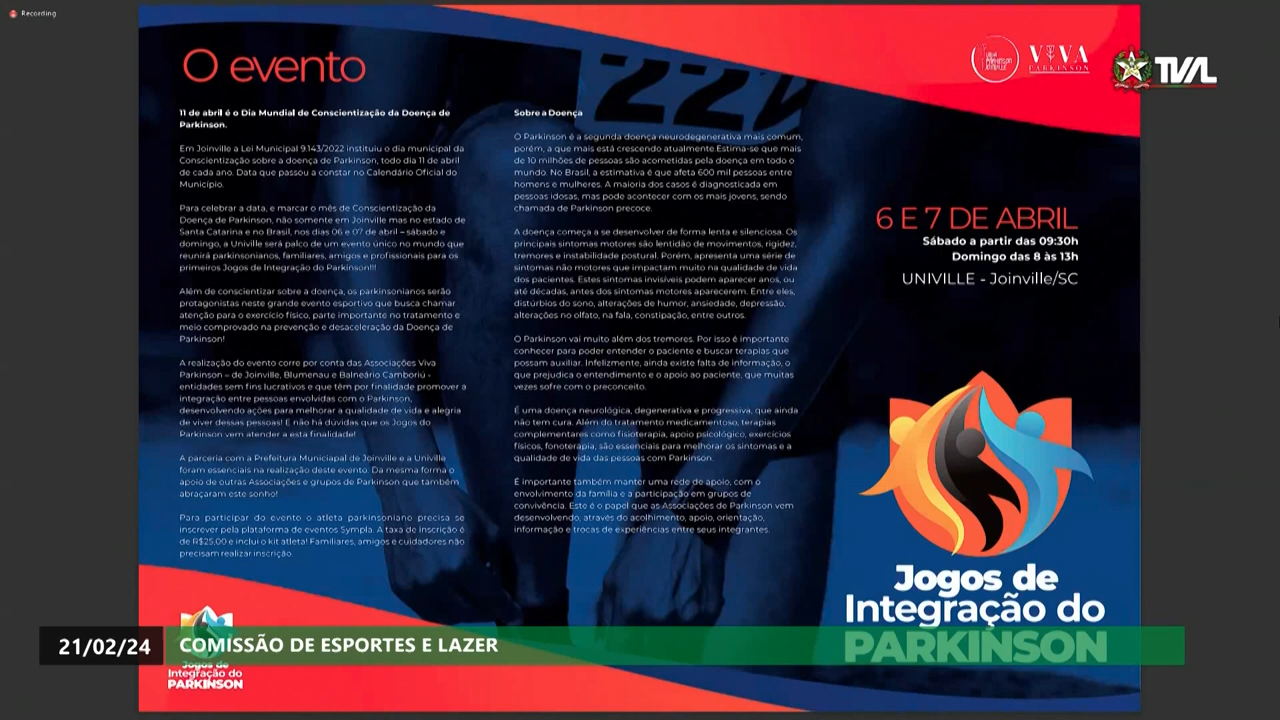 Recording
O evento
11 de abril é o Dia Mundial de Conscientização da Doença de
Parkinson.
Em Joinville a Lei Municipal 9.143/2022 instituiu o dia municipal da
Conscientização sobre a doença de Parkinson, todo dia 11 de abril
de cada ano. Data que passou a constar no Calendário Oficial do
Município.
Para celebrar a data, e marcar o mês de Conscientização da
Doença de Parkinson, não somente em Joinville mas no estado de
Santa Catarina e no Brasil, nos dias 06 e 07 de abril – sábado e
domingo, a Univille será palco de um evento único no mundo que
reunirá parkinsonianos, familiares, amigos e profissionais para os
primeiros Jogos de Integração do Parkinson!!!
Além de conscientizar sobre a doença, os parkinsonianos serão
protagonistas neste grande evento esportivo que busca chamar
atenção para o exercício físico, parte importante no tratamento e
meio comprovado na prevenção e desaceleração da Doença de
Parkinson!
A realização do evento corre por conta das Associações Viva
Parkinson – de Joinville, Blumenau e Balneário Camboriú -
entidades sem fins lucrativos e que têm por finalidade promover a
integração entre pessoas envolvidas com o Parkinson,
desenvolvendo ações para melhorar a qualidade de vida e alegria
de viver dessas pessoas! E não há dúvidas que os Jogos do
Parkinson vem atender a esta finalidade!
A parceria com a Prefeitura Municiapal de Joinville e a Univille
foram essenciais na realização deste evento. Da mesma forma o
apoio de outras Associações e grupos de Parkinson que também
abraçaram este sonho!
Para participar do evento o atleta parkinsoniano precisa se
inscrever pela plataforma de eventos Sympla. A taxa de inscrição é
de R$25,00 e inclui o kit atleta! Familiares, amigos e cuidadores não
precisam realizar inscrição.
Sobre a Doença
O Parkinson é a segunda doença neurodegenerativa mais comum,
porém, a que mais está crescendo atualmente.Estima-se que mais
de 10 milhões de pessoas são acometidas pela doença em todo o
mundo. No Brasil, a estimativa é que afeta 600 mil pessoas entre
homens e mulheres. A maioria dos casos é diagnosticada em
pessoas idosas, mas pode acontecer com os mais jovens, sendo
chamada de Parkinson precoce.
A doença começa a se desenvolver de forma lenta e silenciosa. Os
principais sintomas motores são lentidão de movimentos, rigidez,
tremores e instabilidade postural. Porém, apresenta uma série de
sintomas não motores que impactam muito na qualidade de vida
dos pacientes. Estes sintomas invisíveis podem aparecer anos, ou
até décadas, antes dos sintomas motores aparecerem. Entre eles,
distúrbios do sono, alterações de humor, ansiedade, depressão,
alterações no olfato, na fala, constipação, entre outros.
O Parkinson vai muito além dos tremores. Por isso é importante
conhecer para poder entender o paciente e buscar terapias que
possam auxiliar. Infelizmente, ainda existe falta de informação, o
que prejudica o entendimento e o apoio ao paciente, que muitas
vezes sofre com o preconceito.
É uma doença neurológica, degenerativa e progressiva, que ainda
não tem cura. Além do tratamento medicamentoso, terapias
complementares como fisioterapia, apoio psicológico, exercícios
físicos, fonoterapia, são essenciais para melhorar os sintomas e a
qualidade de vida das pessoas com Parkinson.
É importante também manter uma rede de apoio, com o
envolvimento da família e a participação em grupos de
convivência. Este é o papel que as Associações de Parkinson vem
desenvolvendo, através do acolhimento, apoio, orientação,
informação e trocas de experiências entre seus integrantes.
VIVA
PARKINSON
TVAL
6 E 7 DE ABRIL
Sábado a partir das 09:30h
Domingo das 8 às 13h
UNIVILLE - Joinville/SC
Jogos de
Integração do
PARKINSON
21/02/24
COMISSÃO DE ESPORTES E LAZER
Jogos de
Integração do
PARKINSON